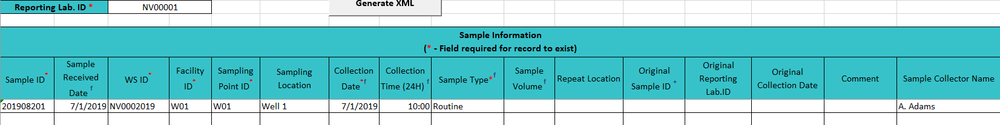 Reporting Lab. ID * NV00001 Generate XML
Sample Information
(* - Field required for record to exist)
Sample ID*
Sample Received Date f
WS ID*
Facility ID*
Sampling Point ID*
Sampling Location
Collection Date*f
Collection Time (24H) f
Sample Type*f
Sample Volume f
Repeat Location
Original Sample ID +
Original Reporting Lab.ID
Original Collection Date
Comment
Sample Collector Name
201908201 7/1/2019 NV0002019 W01 W01 Well 1 7/1/2019 10:00 Routine A. Adams